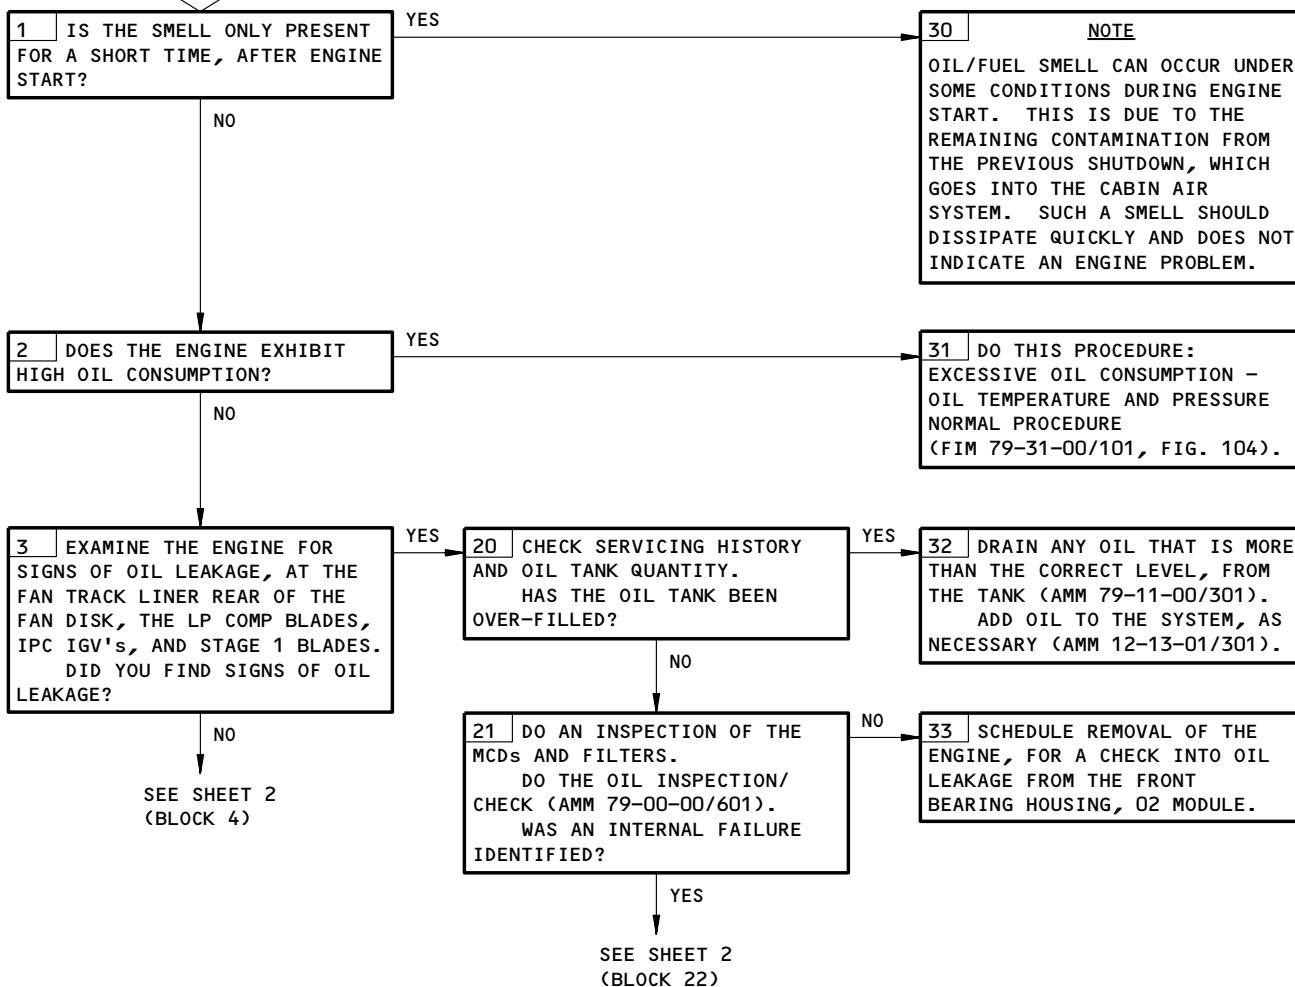 1 IS THE SMELL ONLY PRESENT
FOR A SHORT TIME, AFTER ENGINE
START?
YES
NO
30 NOTE
OIL/FUEL SMELL CAN OCCUR UNDER
SOME CONDITIONS DURING ENGINE
START. THIS IS DUE TO THE
REMAINING CONTAMINATION FROM
THE PREVIOUS SHUTDOWN, WHICH
GOES INTO THE CABIN AIR
SYSTEM. SUCH A SMELL SHOULD
DISSIPATE QUICKLY AND DOES NOT
INDICATE AN ENGINE PROBLEM.
2 DOES THE ENGINE EXHIBIT
HIGH OIL CONSUMPTION?
YES
NO
31 DO THIS PROCEDURE:
EXCESSIVE OIL CONSUMPTION –
OIL TEMPERATURE AND PRESSURE
NORMAL PROCEDURE
(FIM 79-31-00/101, FIG. 104).
3 EXAMINE THE ENGINE FOR
SIGNS OF OIL LEAKAGE, AT THE
FAN TRACK LINER REAR OF THE
FAN DISK, THE LP COMP BLADES,
IPC IGV's, AND STAGE 1 BLADES.
DID YOU FIND SIGNS OF OIL
LEAKAGE?
YES
NO
SEE SHEET 2
(BLOCK 4)
20 CHECK SERVICING HISTORY
AND OIL TANK QUANTITY.
HAS THE OIL TANK BEEN
OVER-FILLED?
YES
NO
32 DRAIN ANY OIL THAT IS MORE
THAN THE CORRECT LEVEL, FROM
THE TANK (AMM 79-11-00/301).
ADD OIL TO THE SYSTEM, AS
NECESSARY (AMM 12-13-01/301).
21 DO AN INSPECTION OF THE
MCDs AND FILTERS.
DO THE OIL INSPECTION/
CHECK (AMM 79-00-00/601).
WAS AN INTERNAL FAILURE
IDENTIFIED?
NO
YES
SEE SHEET 2
(BLOCK 22)
33 SCHEDULE REMOVAL OF THE
ENGINE, FOR A CHECK INTO OIL
LEAKAGE FROM THE FRONT
BEARING HOUSING, 02 MODULE.